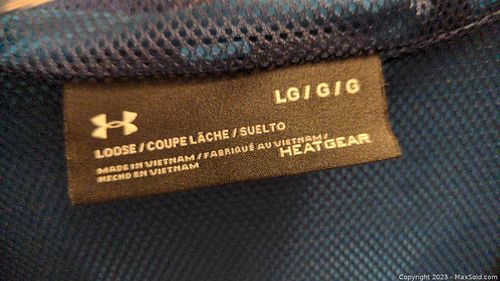 LG/G/G
LOOSE/COUPE LÂCHE/SUELTO
MADE IN VIETNAM/FABRIQUÉ AU VIETNAM/
HECHO EN VIETNAM
HEATGEAR
Copyright 2023 - MaxSold.com